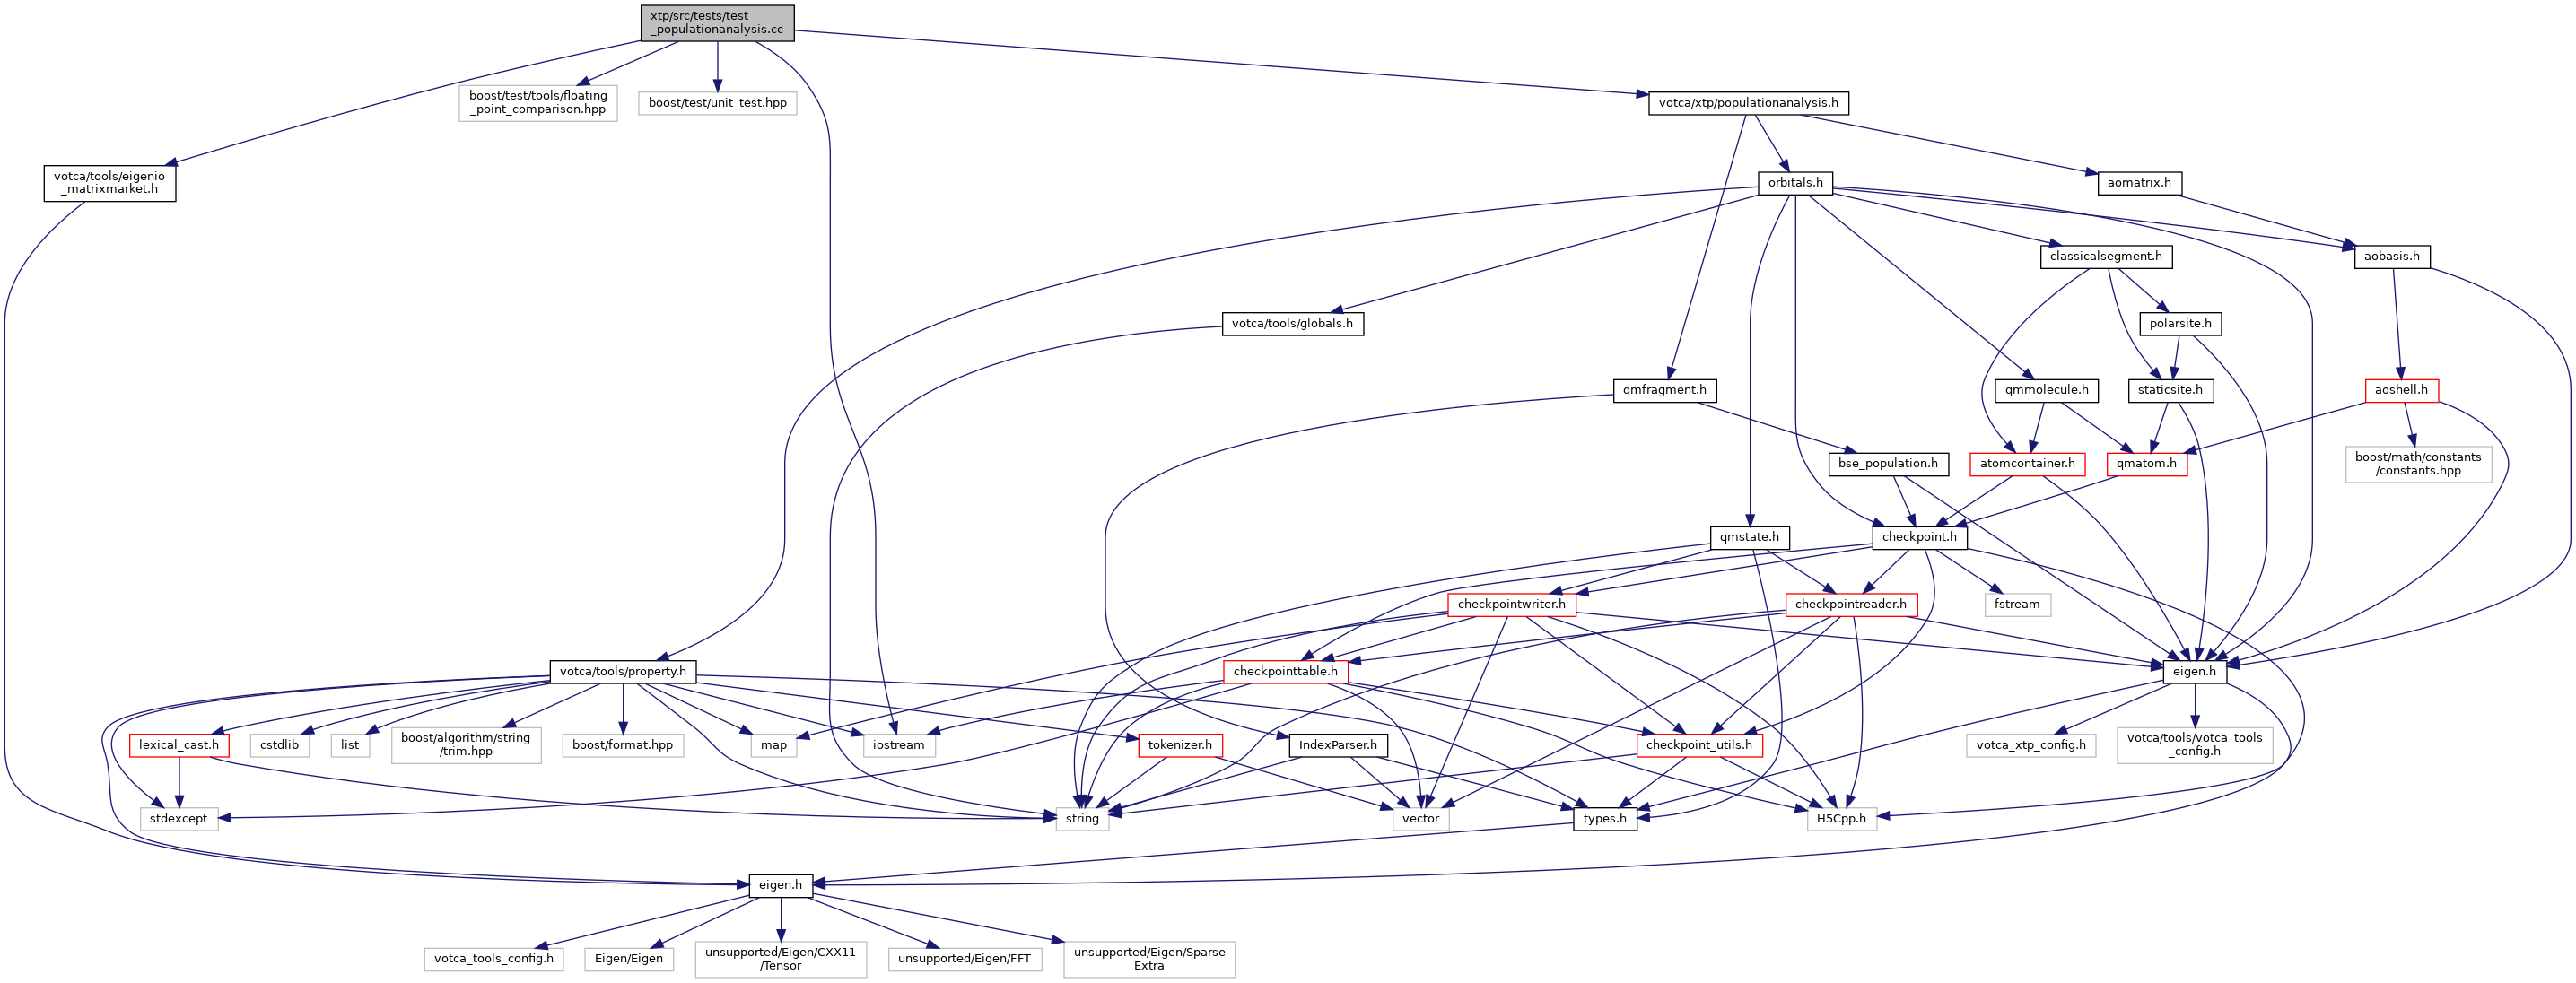 xtp/src/tests/test
_populationanalysis.cc
boost/test/tools/floating
_point_comparison.hpp
boost/test/unit_test.hpp
votca/xtp/populationanalysis.h
votca/tools/eigenio
_matrixmarket.h
orbitals.h
aomatrix.h
classicalsegment.h
aobasis.h
votca/tools/globals.h
polarsite.h
qmfragment.h
qmmolecule.h
staticsite.h
aoshell.h
bse_population.h
atomcontainer.h
qmatom.h
boost/math/constants
/constants.hpp
qmstate.h
checkpoint.h
checkpointwriter.h
checkpointreader.h
fstream
votca/tools/property.h
checkpointtable.h
eigen.h
lexical_cast.h
cstdlib
list
boost/algorithm/string
/trim.hpp
boost/format.hpp
map
iostream
tokenizer.h
IndexParser.h
checkpoint_utils.h
votca_xtp_config.h
votca/tools/votca_tools
_config.h
stdexcept
string
vector
types.h
H5Cpp.h
eigen.h
votca_tools_config.h
Eigen/Eigen
unsupported/Eigen/CXX11
/Tensor
unsupported/Eigen/FFT
unsupported/Eigen/Sparse
Extra